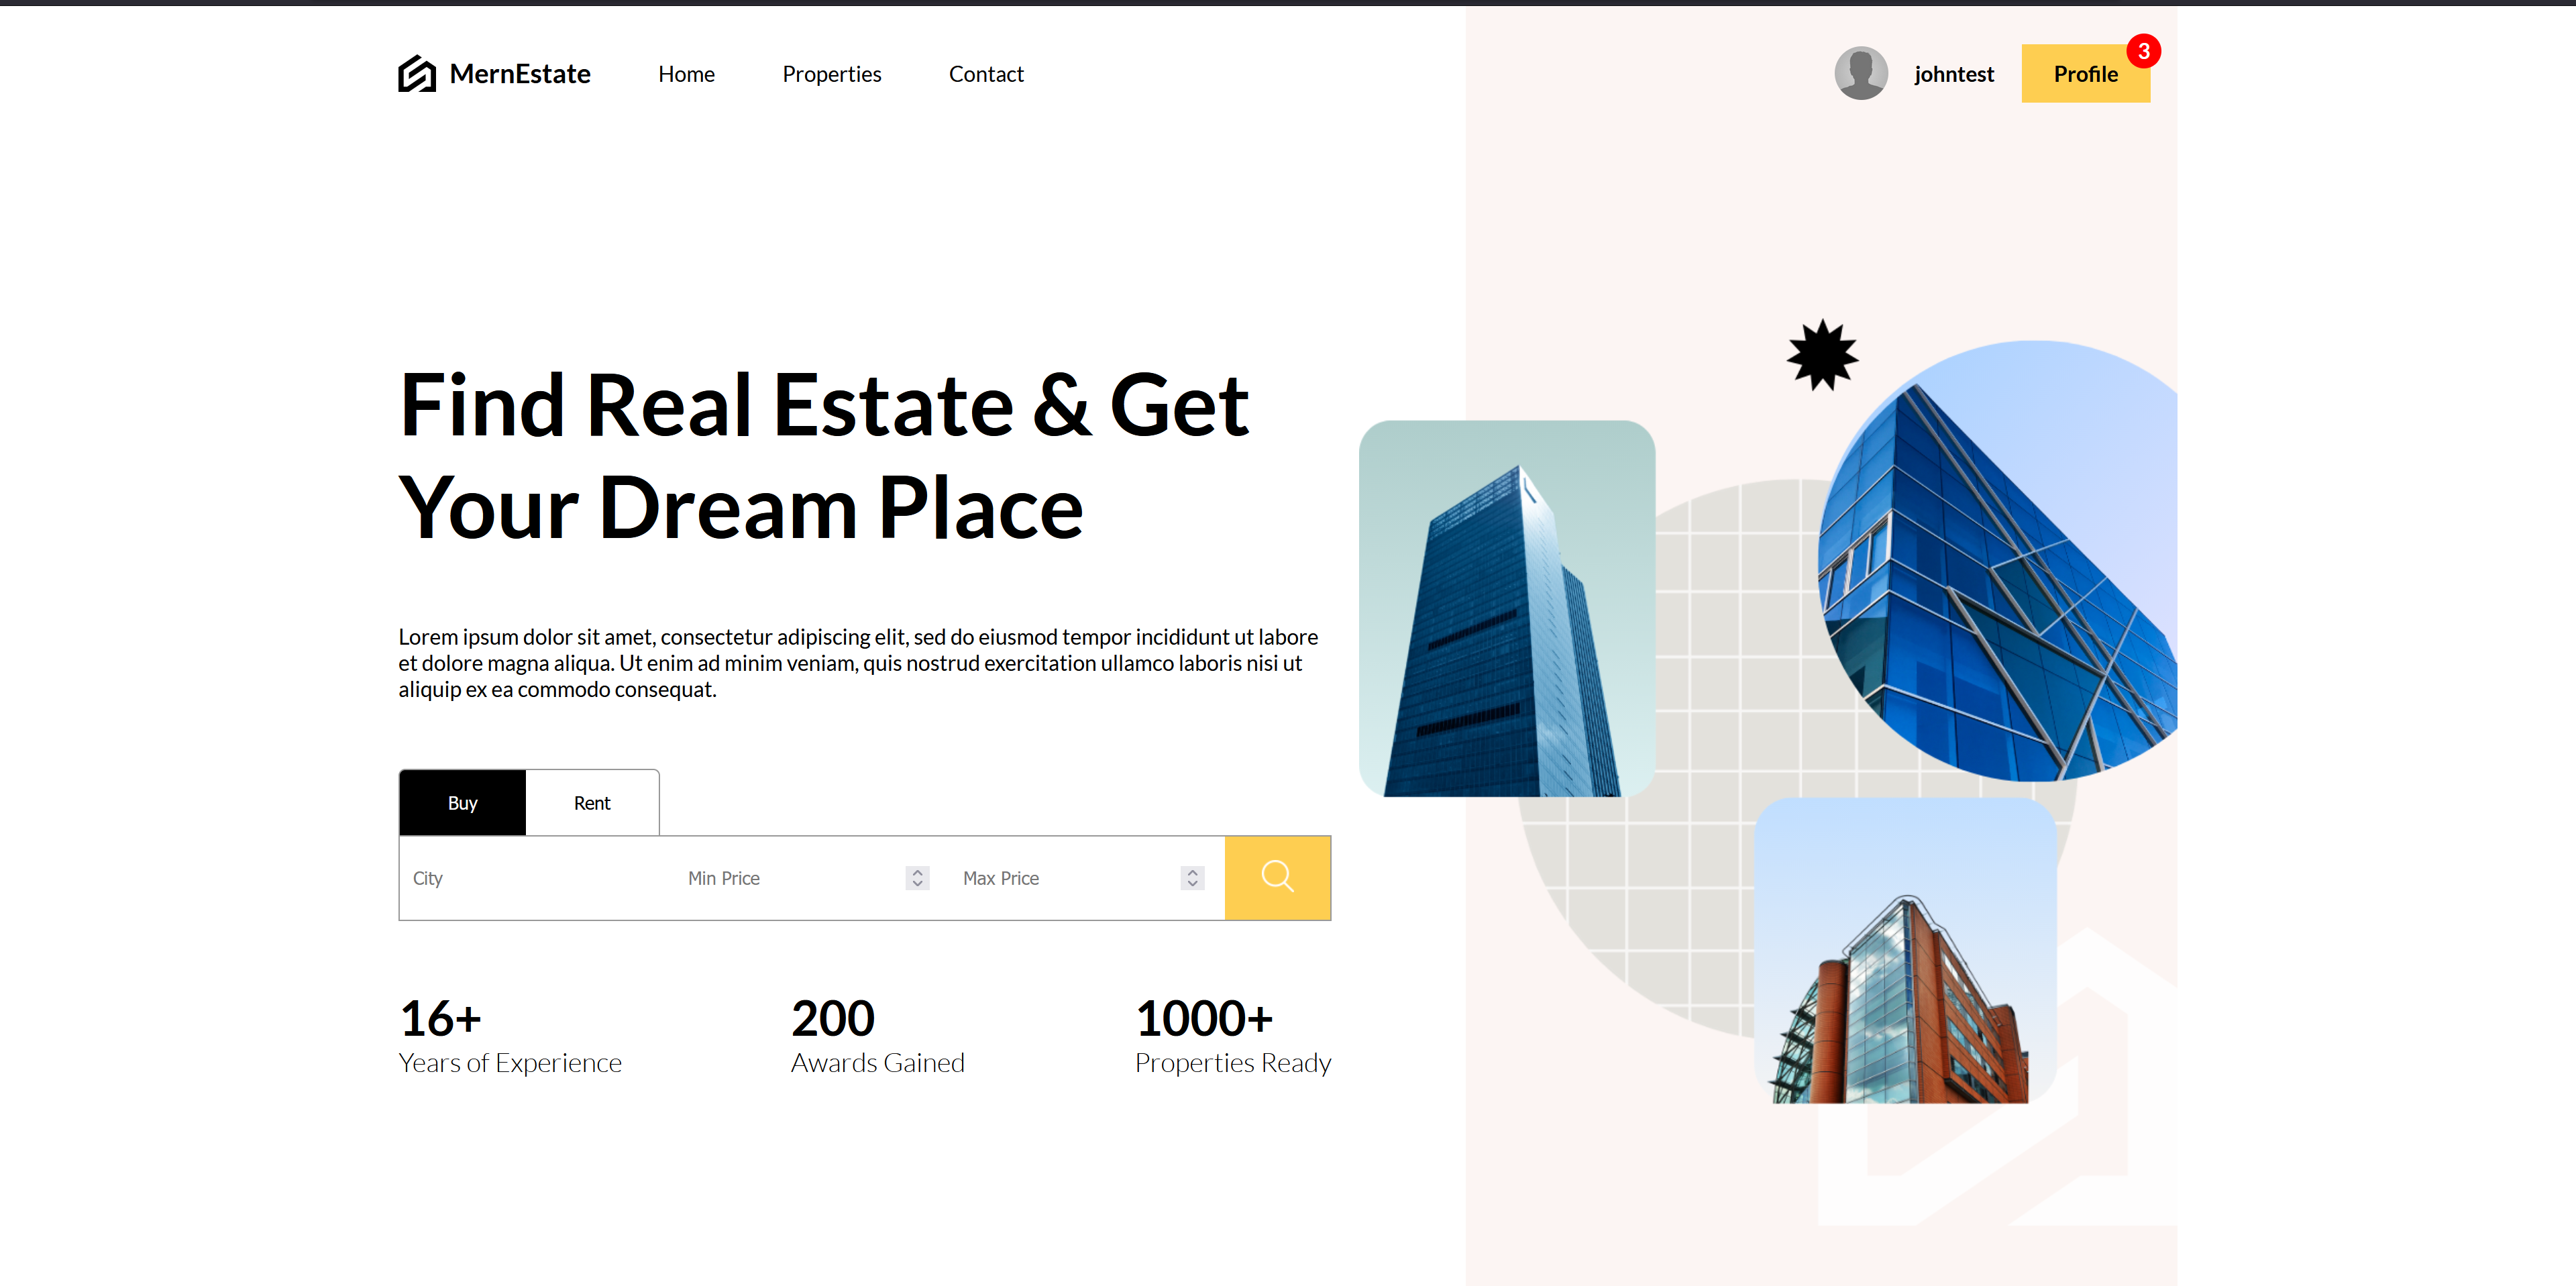 MernEstate
Home
Properties
Contact
johntest
Profile
3
Find Real Estate & Get
Your Dream Place
Lorem ipsum dolor sit amet, consectetur adipiscing elit, sed do eiusmod tempor incididunt ut labore
et dolore magna aliqua. Ut enim ad minim veniam, quis nostrud exercitation ullamco laboris nisi ut
aliquip ex ea commodo consequat.
Buy
Rent
City
Min Price
Max Price
16+
Years of Experience
200
Awards Gained
1000+
Properties Ready